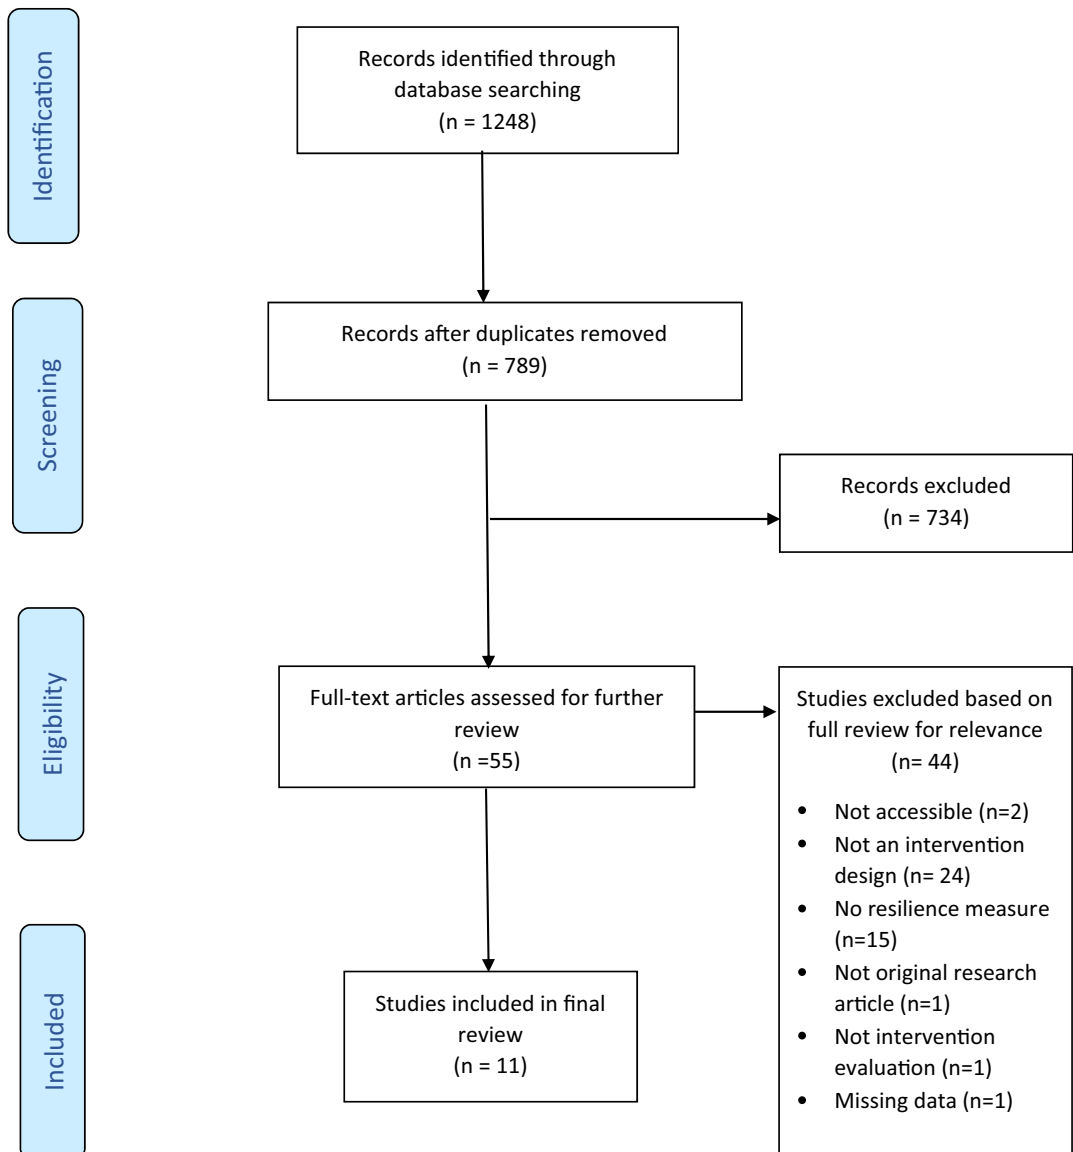 Identification
Records identified through
database searching
(n = 1248)
Screening
Records after duplicates removed
(n = 789)
Records excluded
(n = 734)
Eligibility
Full-text articles assessed for further
review
(n =55)
Studies excluded based on
full review for relevance
(n= 44)
• Not accessible (n=2)
• Not an intervention
design (n= 24)
• No resilience measure
(n=15)
• Not original research
article (n=1)
• Not intervention
evaluation (n=1)
• Missing data (n=1)
Included
Studies included in final
review
(n = 11)